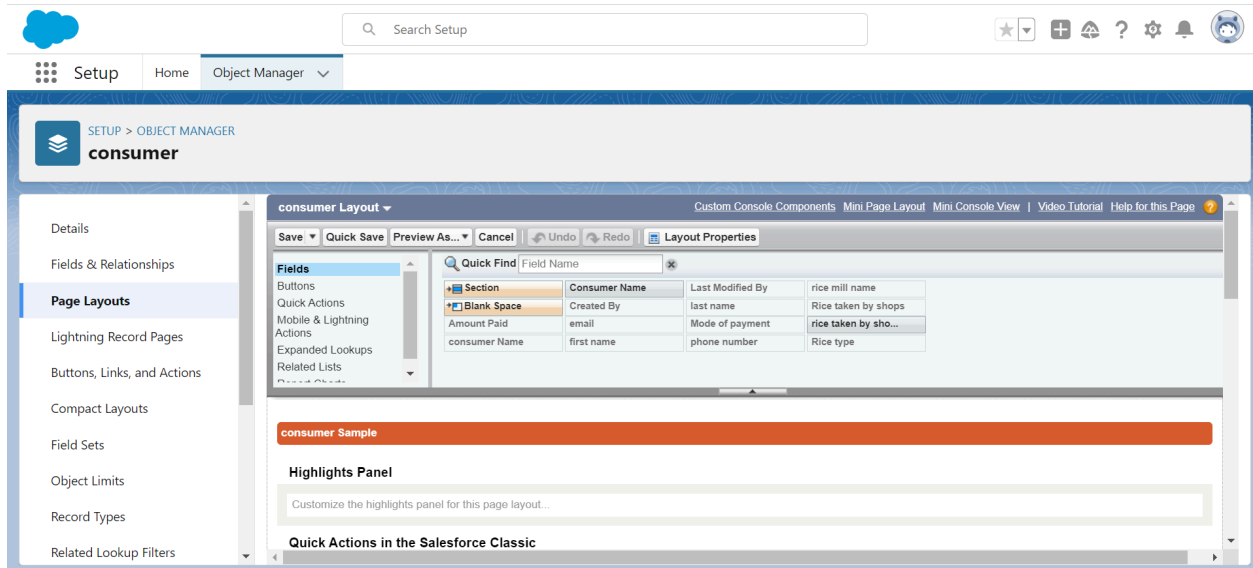 Search Setup
Setup
Home
Object Manager
SETUP > OBJECT MANAGER
consumer
Details
Fields & Relationships
Page Layouts
Lightning Record Pages
Buttons, Links, and Actions
Compact Layouts
Field Sets
Object Limits
Record Types
Related Lookup Filters
consumer Layout
Custom Console Components Mini Page Layout Mini Console View | Video Tutorial Help for this Page ?
Save Quick Save Preview As... Cancel Undo Redo Layout Properties
Fields
Buttons
Quick Actions
Mobile & Lightning
Actions
Expanded Lookups
Related Lists
Report Charts
Quick Find Field Name
Section Consumer Name Last Modified By rice mill name
Blank Space Created By last name Rice taken by shops
Amount Paid email Mode of payment rice taken by sho...
consumer Name first name phone number Rice type
consumer Sample
Highlights Panel
Customize the highlights panel for this page layout...
Quick Actions in the Salesforce Classic